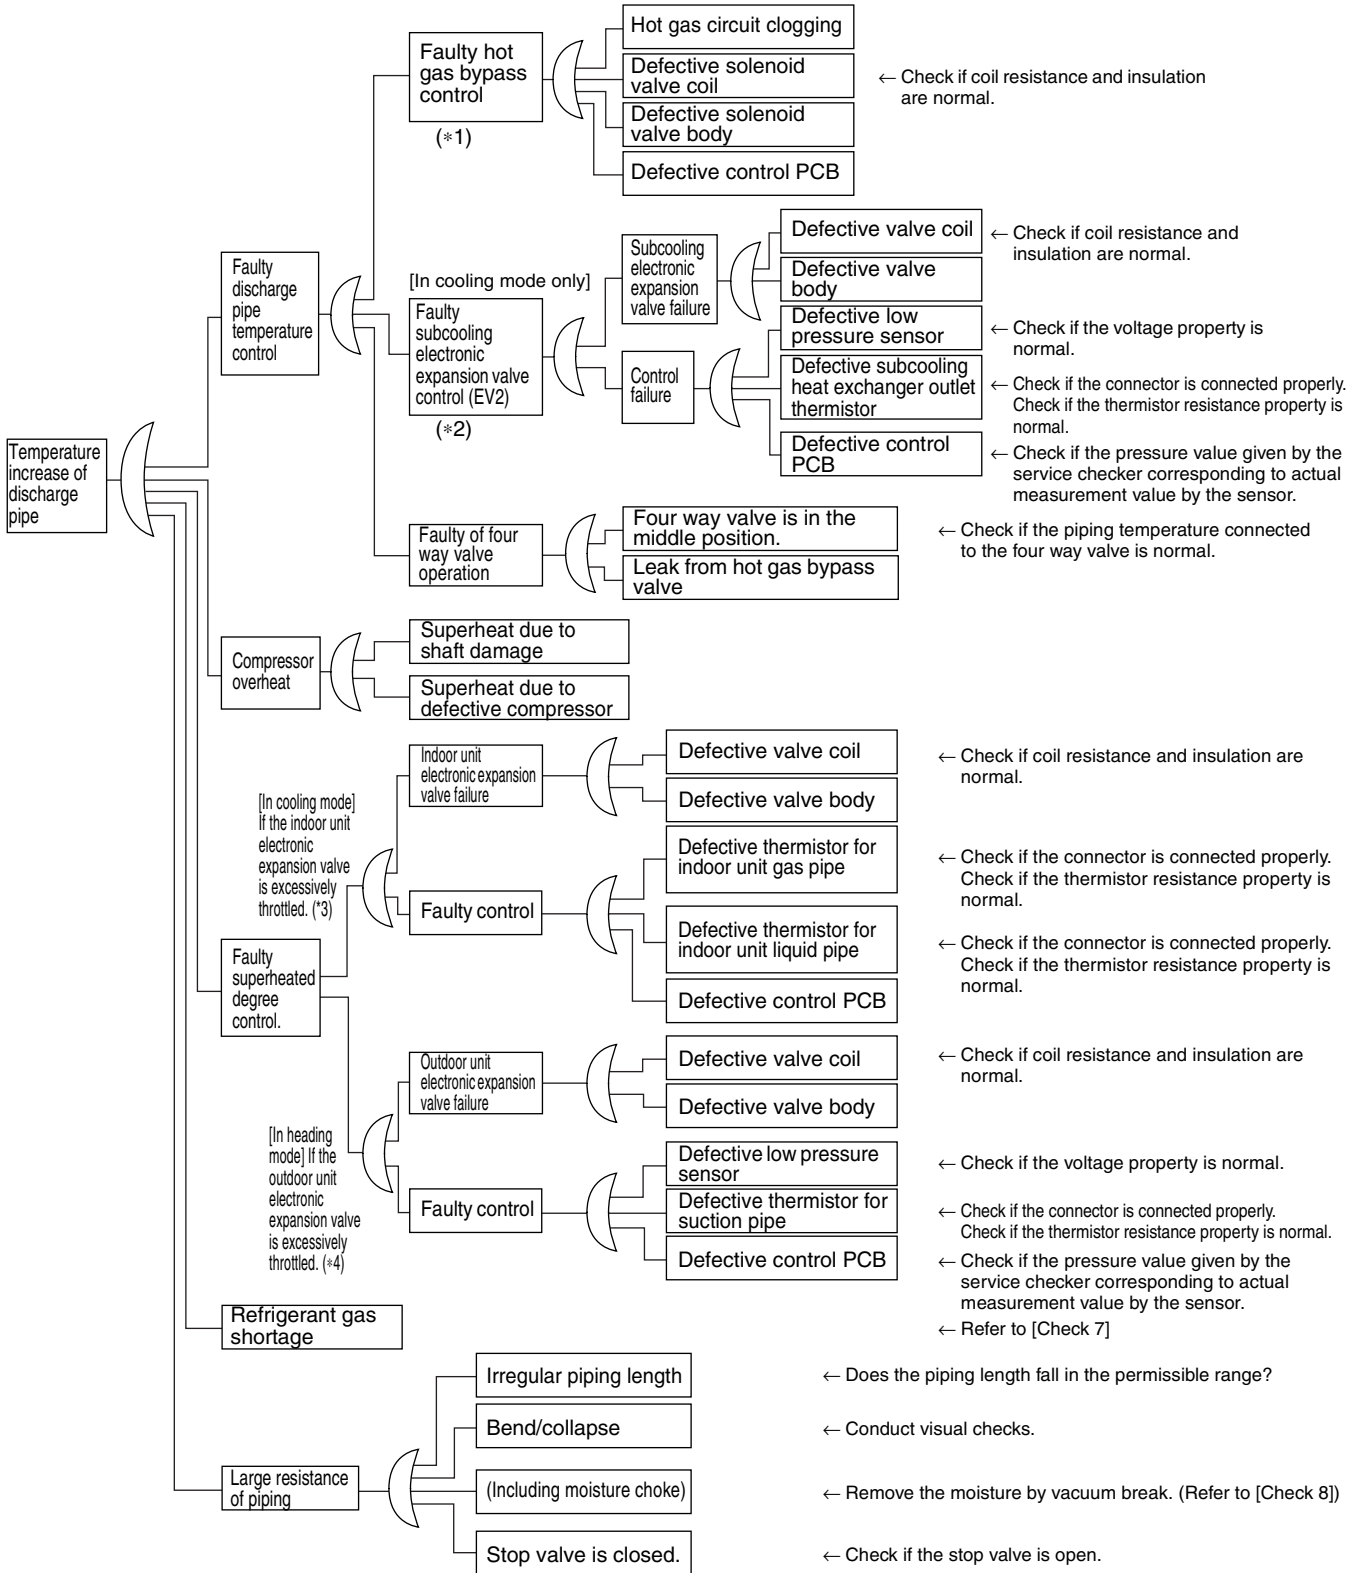 Hot gas circuit clogging
Faulty hot
gas bypass
control
(*1)
Defective solenoid
valve coil
← Check if coil resistance and insulation
are normal.
Defective solenoid
valve body
Defective control PCB
Faulty
discharge
pipe
temperature
control
[In cooling mode only]
Faulty
subcooling
electronic
expansion valve
control (EV2)
(*2)
Subcooling
electronic
expansion
valve failure
Defective valve coil
← Check if coil resistance and
insulation are normal.
Defective valve
body
Control
failure
Defective low
pressure sensor
← Check if the voltage property is
normal.
Defective subcooling
heat exchanger outlet
thermistor
← Check if the connector is connected properly.
Check if the thermistor resistance property is
normal.
Defective control
PCB
← Check if the pressure value given by the
service checker corresponding to actual
measurement value by the sensor.
Temperature
increase of
discharge
pipe
Faulty of four
way valve
operation
Four way valve is in the
middle position.
← Check if the piping temperature connected
to the four way valve is normal.
Leak from hot gas bypass
valve
Compressor
overheat
Superheat due to
shaft damage
Superheat due to
defective compressor
Indoor unit
electronic expansion
valve failure
Defective valve coil
← Check if coil resistance and insulation are
normal.
Defective valve body
[In cooling mode]
If the indoor unit
electronic
expansion valve
is excessively
throttled. (*3)
Faulty control
Defective thermistor for
indoor unit gas pipe
← Check if the connector is connected properly.
Check if the thermistor resistance property is
normal.
Defective thermistor for
indoor unit liquid pipe
← Check if the connector is connected properly.
Check if the thermistor resistance property is
normal.
Defective control PCB
Faulty
superheated
degree
control.
Outdoor unit
electronic expansion
valve failure
Defective valve coil
← Check if coil resistance and insulation are
normal.
Defective valve body
[In heading
mode] If the
outdoor unit
electronic
expansion valve
is excessively
throttled. (*4)
Faulty control
Defective low pressure
sensor
← Check if the voltage property is normal.
Defective thermistor for
suction pipe
← Check if the connector is connected properly.
Check if the thermistor resistance property is normal.
Defective control PCB
← Check if the pressure value given by the
service checker corresponding to actual
measurement value by the sensor.
Refrigerant gas
shortage
← Refer to [Check 7]
Large resistance
of piping
Irregular piping length
← Does the piping length fall in the permissible range?
Bend/collapse
← Conduct visual checks.
(Including moisture choke)
← Remove the moisture by vacuum break. (Refer to [Check 8])
Stop valve is closed.
← Check if the stop valve is open.